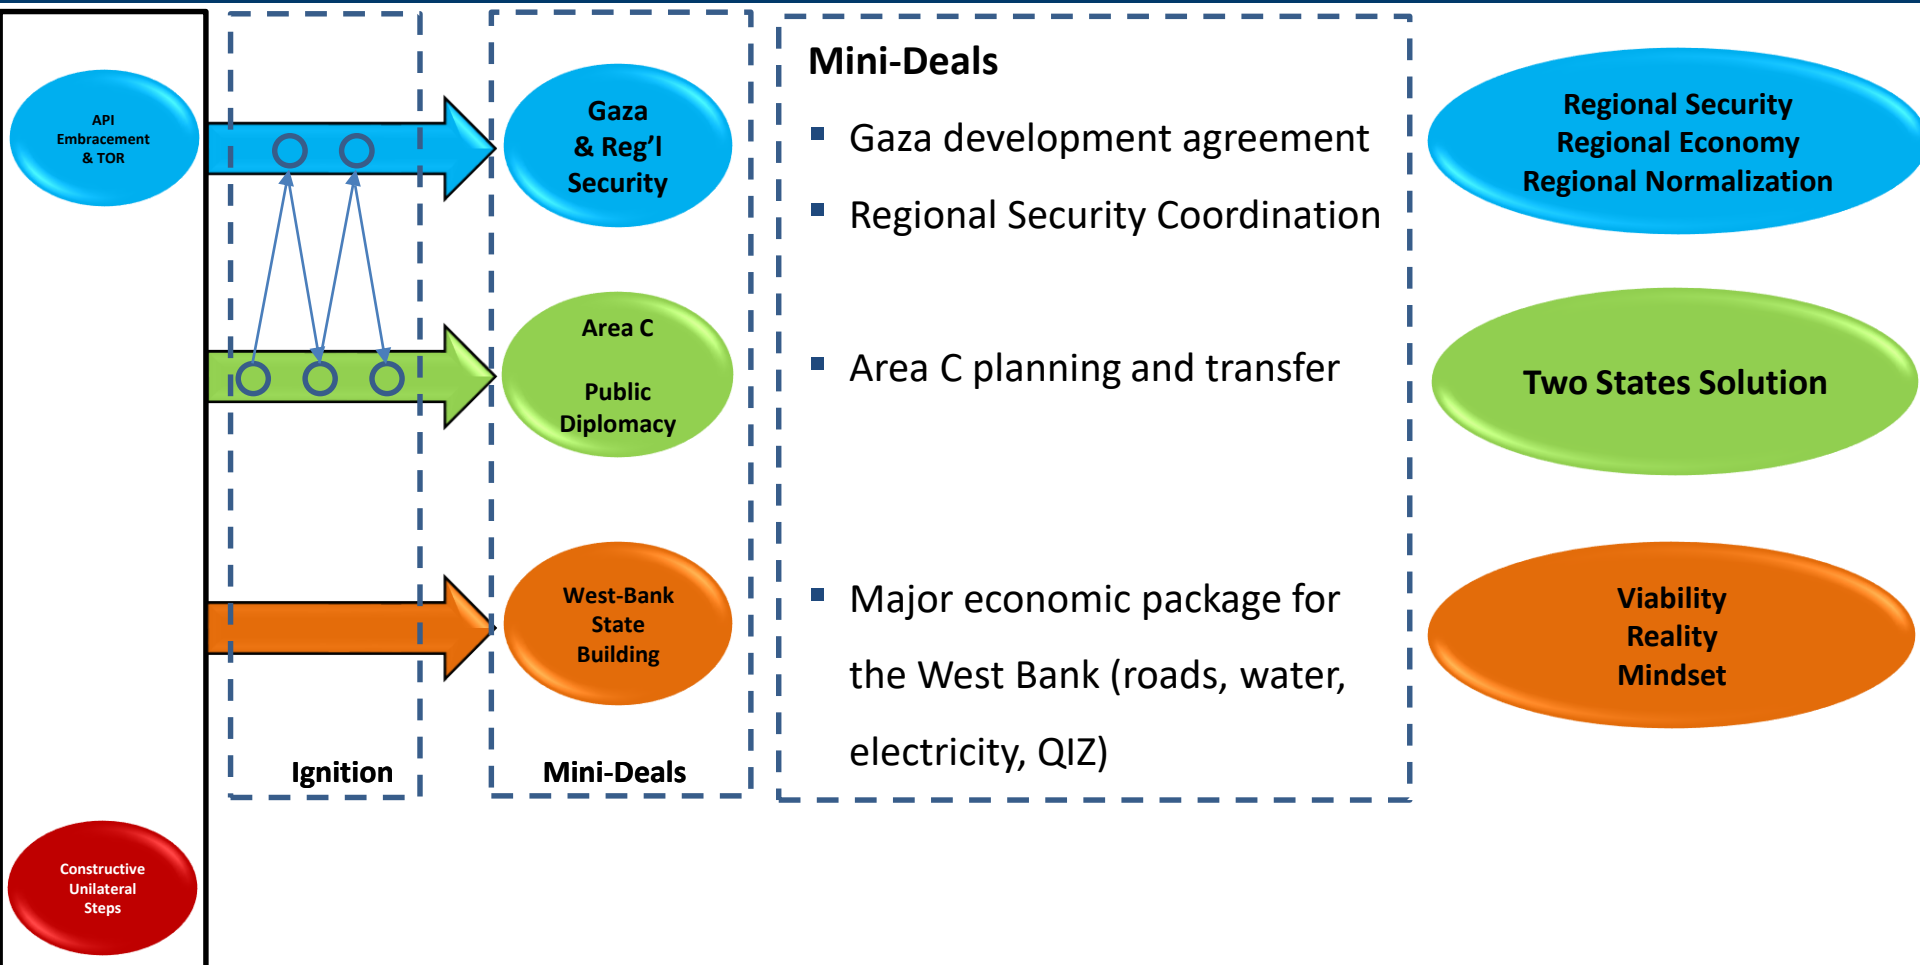 API
Embracement
& TOR
Constructive
Unilateral
Steps
Ignition
Gaza
& Reg’l
Security
Area C
Public
Diplomacy
West-Bank
State
Building
Mini-Deals
Mini-Deals
▪ Gaza development agreement
▪ Regional Security Coordination
▪ Area C planning and transfer
▪ Major economic package for
the West Bank (roads, water,
electricity, QIZ)
Regional Security
Regional Economy
Regional Normalization
Two States Solution
Viability
Reality
Mindset